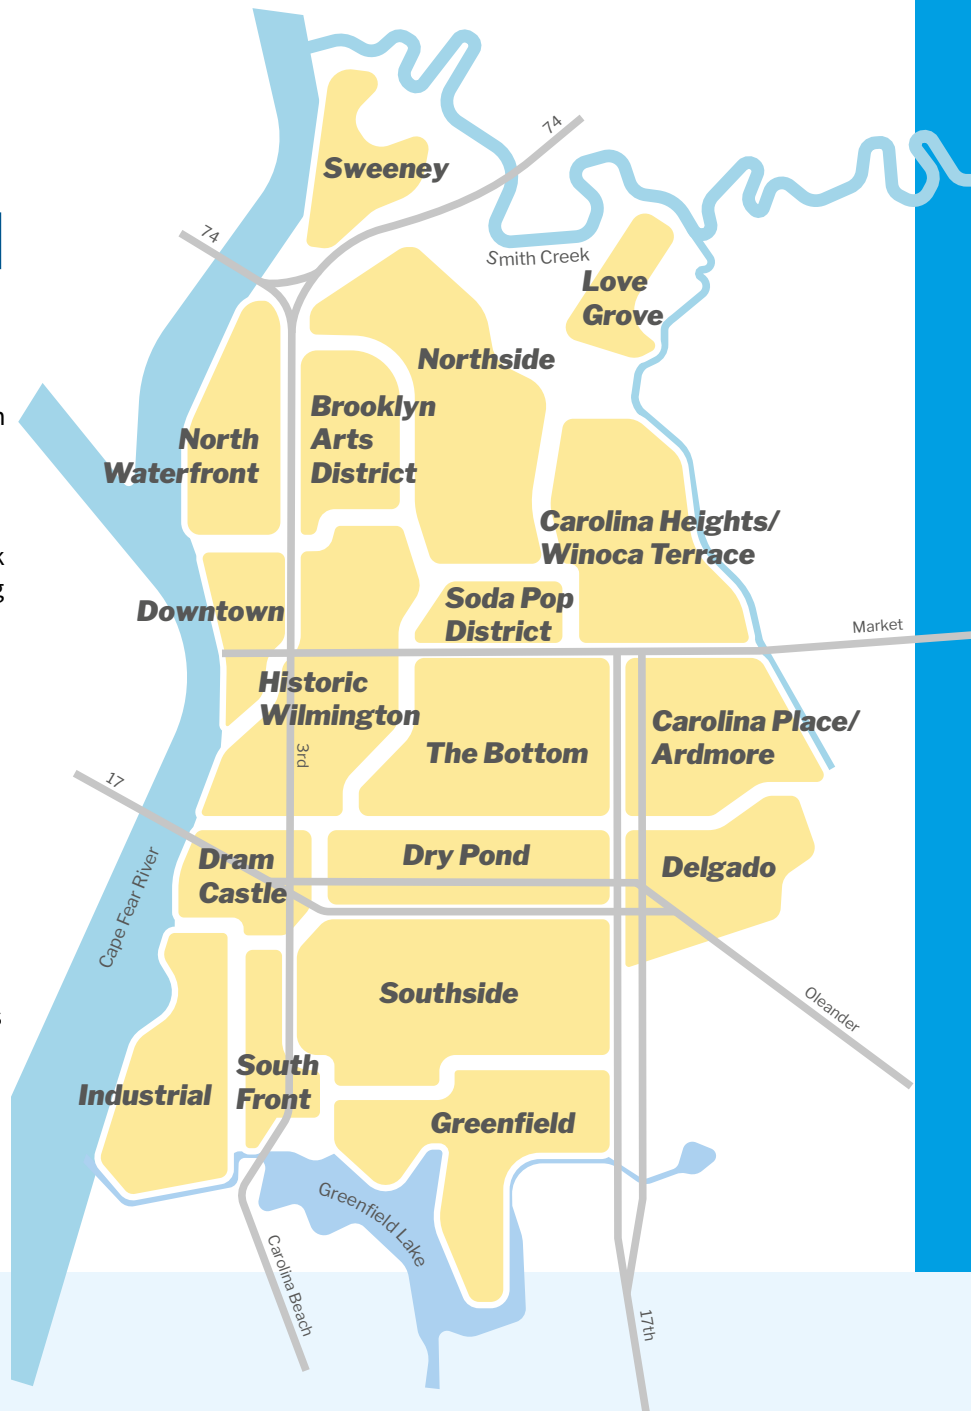 74
Sweeney
74
Smith Creek
Love
Grove
Northside
Brooklyn
Arts
District
North
Waterfront
Carolina Heights/
Winoca Terrace
Soda Pop
District
Downtown
Market
Historic
Wilmington
Carolina Place/
Ardmore
The Bottom
3rd
17
Dram
Castle
Dry Pond
Delgado
Cape Fear River
Southside
Oleander
South
Front
Industrial
Greenfield
Greenfield Lake
Carolina Beach
17th